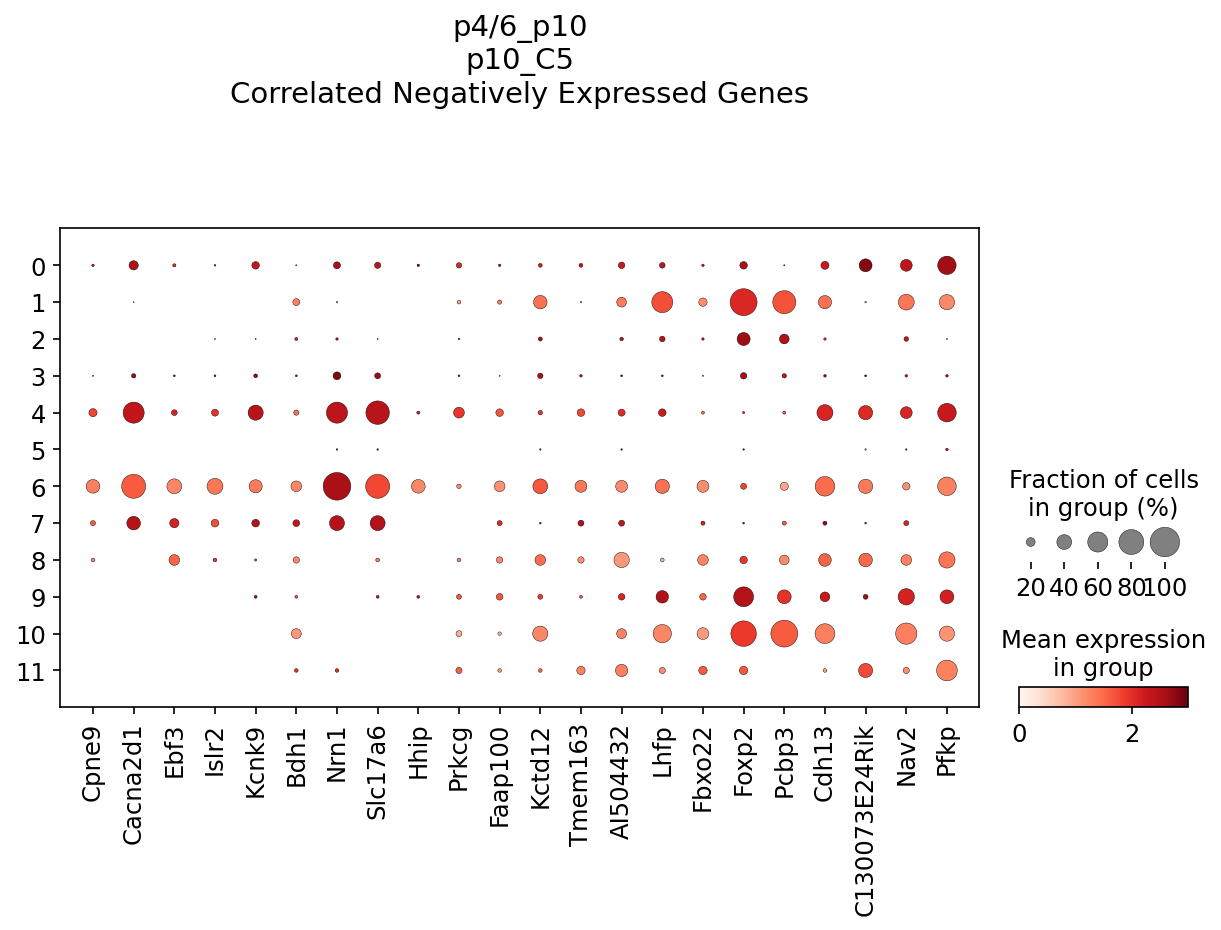 p4/6_p10
p10_C5
Correlated Negatively Expressed Genes
0
1
2
3
4
5
6
7
8
9
10
11
Cpne9
Cacna2d1
Ebf3
Islr2
Kcnk9
Bdh1
Nrn1
Slc17a6
Hhip
Prkcg
Faap100
Kctd12
Tmem163
AI504432
Lhfp
Fbxo22
Foxp2
Pcbp3
Cdh13
C130073E24Rik
Nav2
Pfkp
Fraction of cells
in group (%)
20 40 60 80 100
Mean expression
in group
0 2